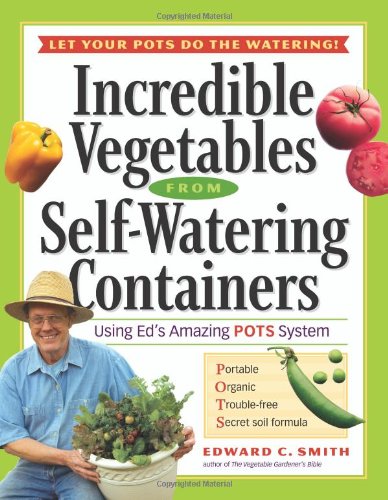 LET YOUR POTS DO THE WATERING!
Incredible
Vegetables
FROM
Self-Watering
Containers
Using Ed's Amazing POTS System
Portable
Organic
Trouble-free
Secret soil formula
EDWARD C. SMITH
author of The Vegetable Gardener's Bible